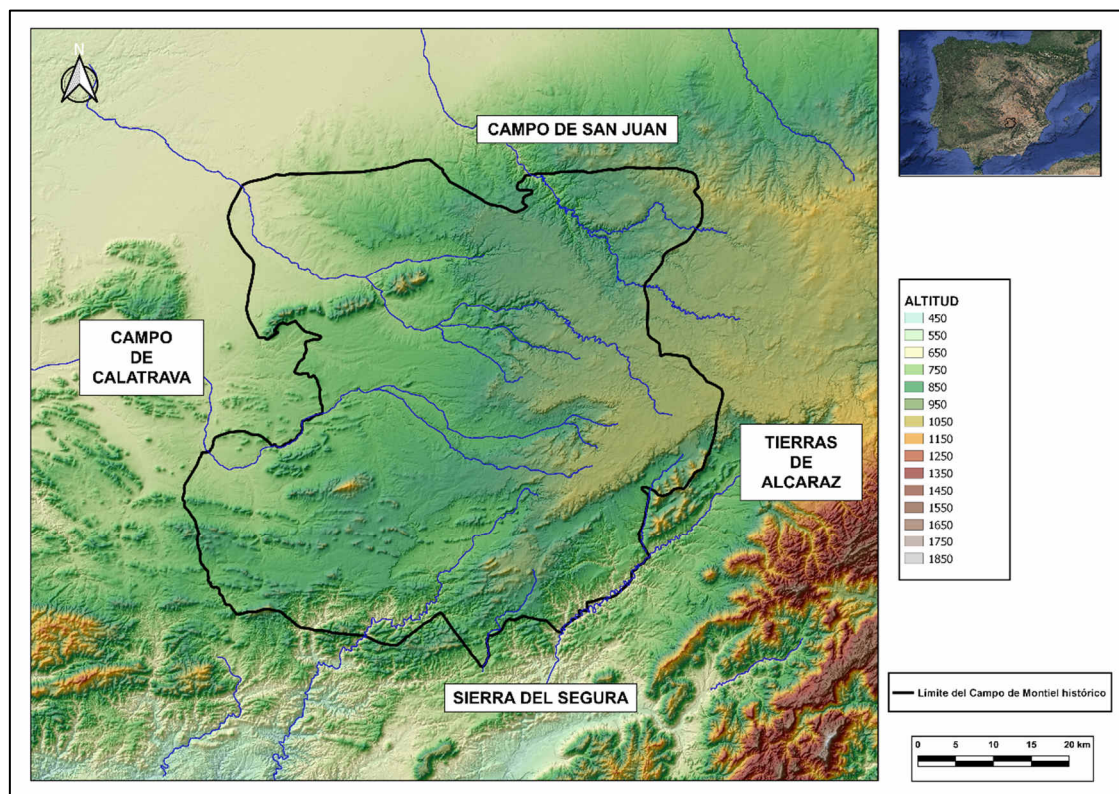 N
CAMPO DE SAN JUAN
CAMPO
DE
CALATRAVA
TIERRAS
DE
ALCARAZ
SIERRA DEL SEGURA
ALTITUD
450
550
650
750
850
950
1050
1150
1250
1350
1450
1550
1650
1750
1850
Límite del Campo de Montiel histórico
0 5 10 15 20 km